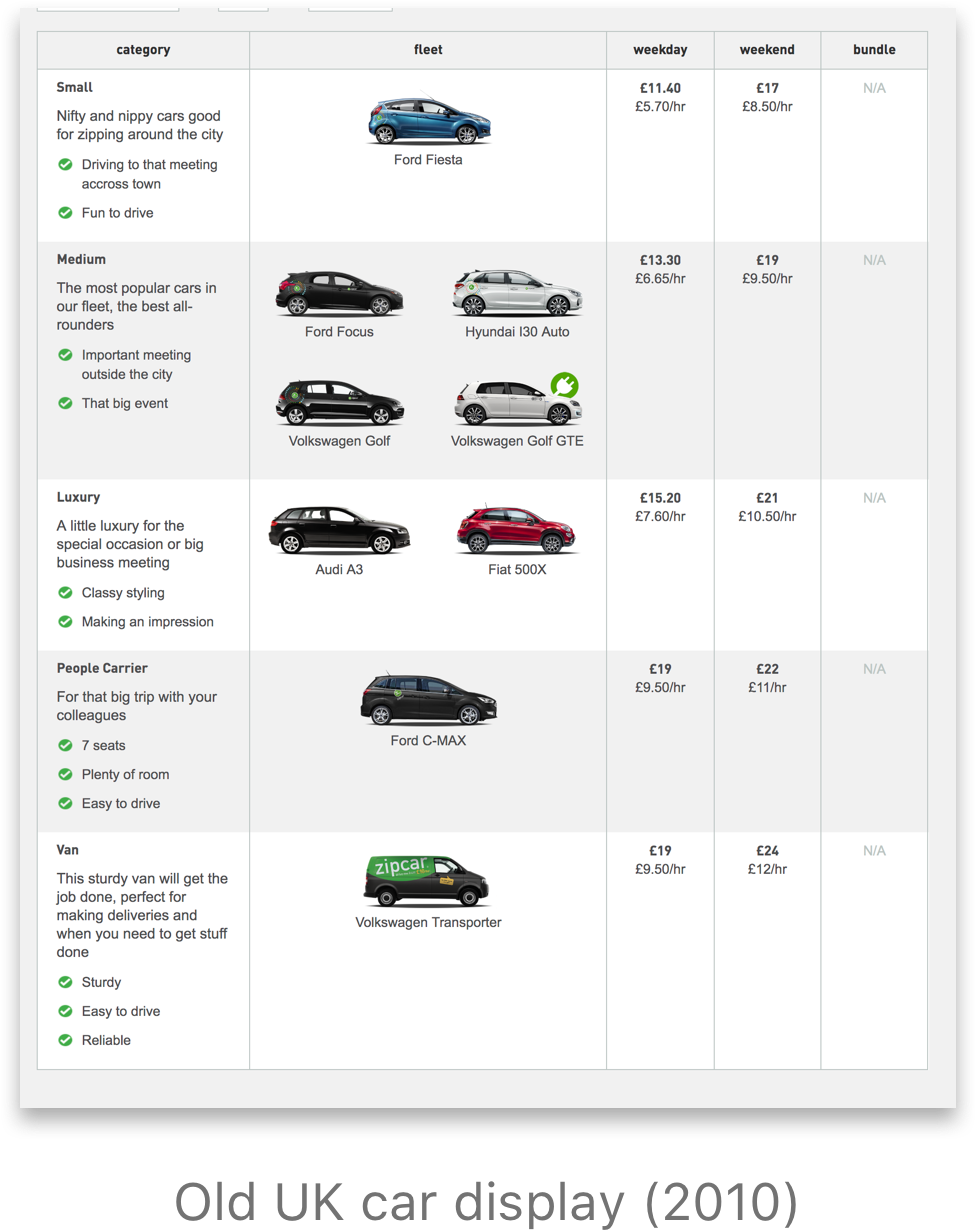 category fleet weekday weekend bundle
Small
Nifty and nippy cars good
for zipping around the city
Driving to that meeting
accross town
Fun to drive
Ford Fiesta
£11.40
£5.70/hr
£17
£8.50/hr
N/A
Medium
The most popular cars in
our fleet, the best all-
rounders
Important meeting
outside the city
That big event
Ford Focus
Hyundai I30 Auto
Volkswagen Golf
Volkswagen Golf GTE
£13.30
£6.65/hr
£19
£9.50/hr
N/A
Luxury
A little luxury for the
special occasion or big
business meeting
Classy styling
Making an impression
Audi A3
Fiat 500X
£15.20
£7.60/hr
£21
£10.50/hr
N/A
People Carrier
For that big trip with your
colleagues
7 seats
Plenty of room
Easy to drive
Ford C-MAX
£19
£9.50/hr
£22
£11/hr
N/A
Van
This sturdy van will get the
job done, perfect for
making deliveries and
when you need to get stuff
done
Sturdy
Easy to drive
Reliable
zipcar
Volkswagen Transporter
£19
£9.50/hr
£24
£12/hr
N/A
Old UK car display (2010)